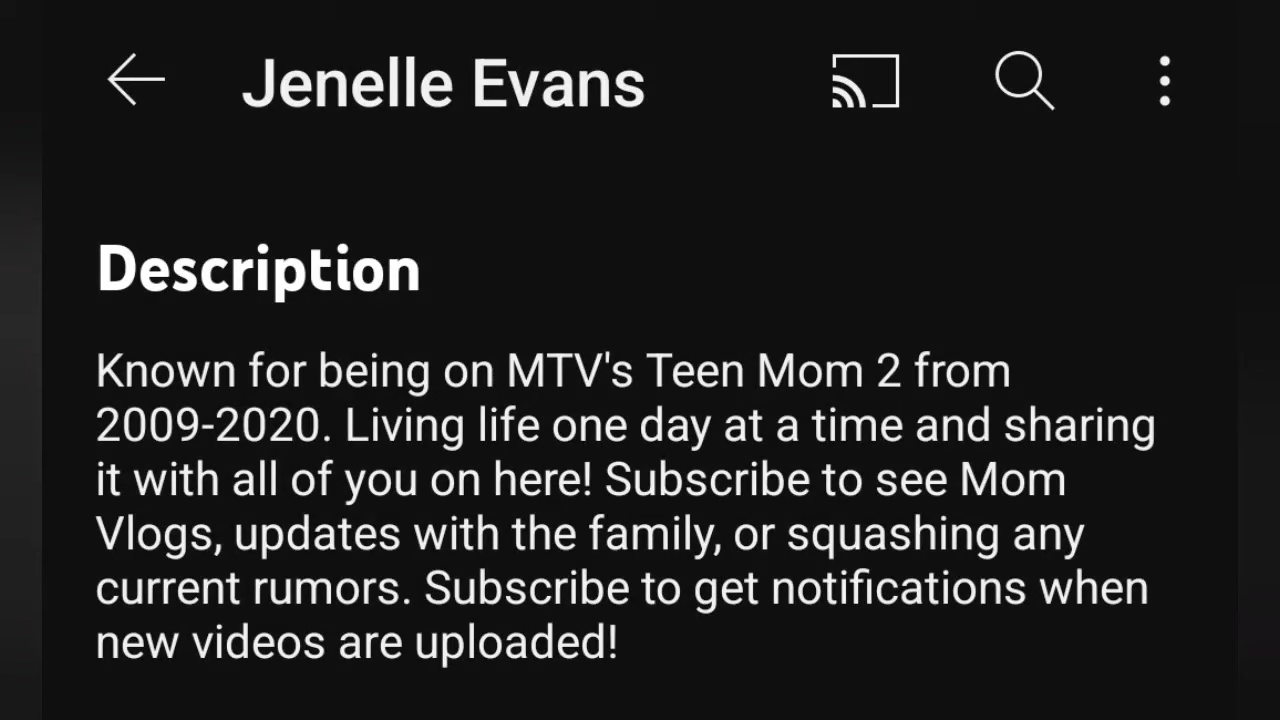 Jenelle Evans
Description
Known for being on MTV's Teen Mom 2 from
2009-2020. Living life one day at a time and sharing
it with all of you on here! Subscribe to see Mom
Vlogs, updates with the family, or squashing any
current rumors. Subscribe to get notifications when
new videos are uploaded!